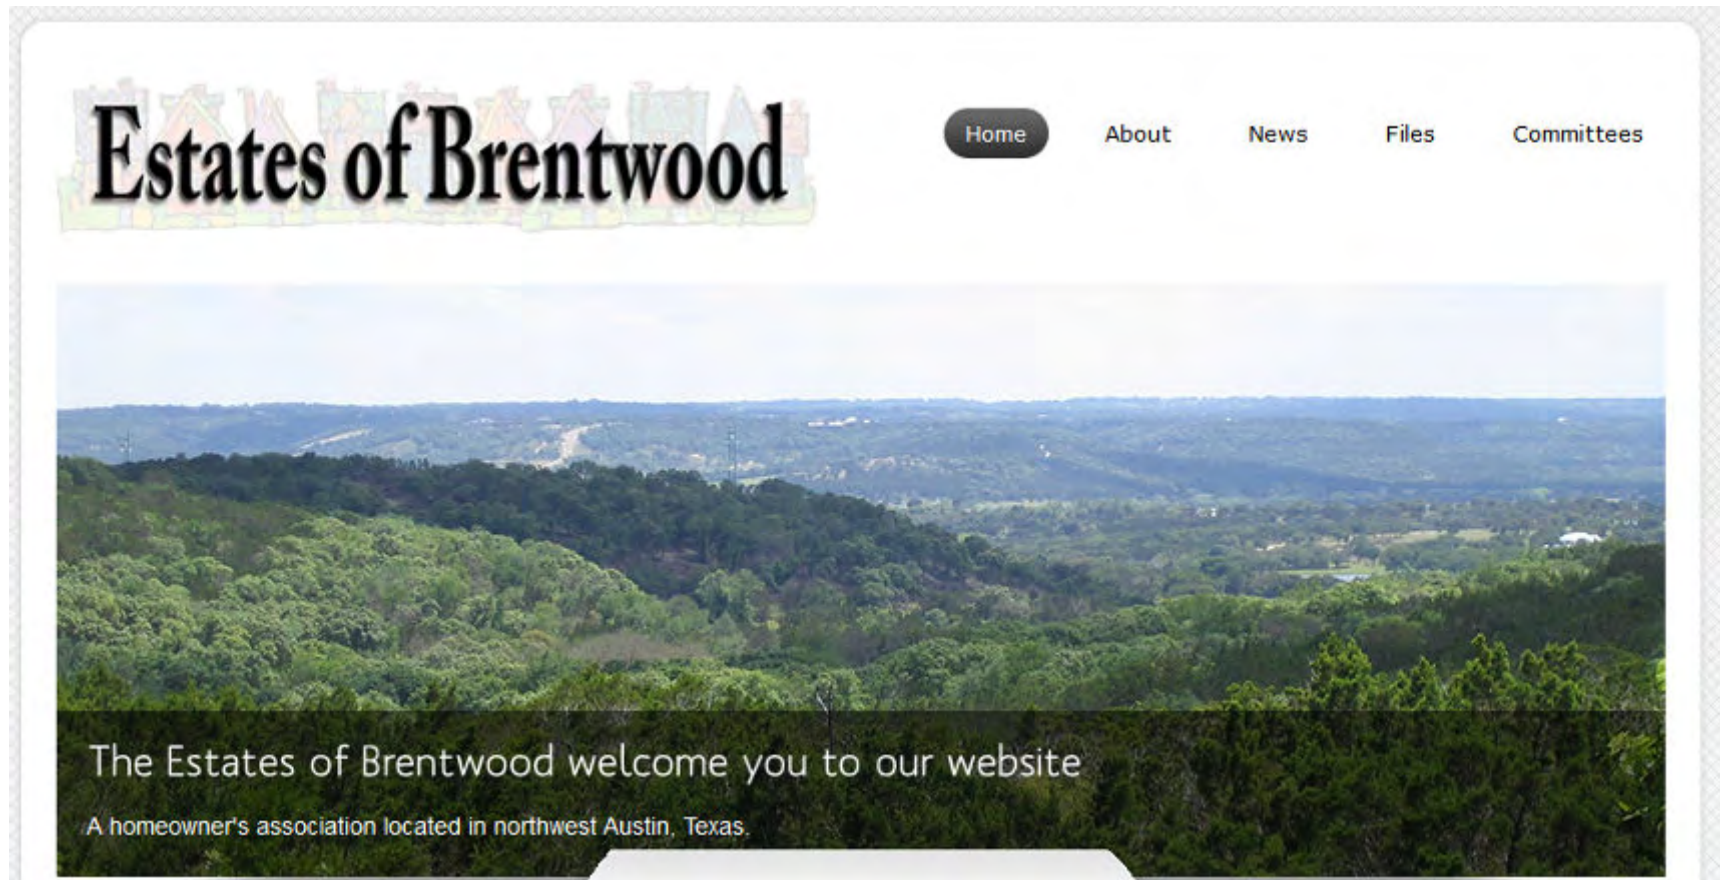 Estates of Brentwood
Home About News Files Committees
The Estates of Brentwood welcome you to our website
A homeowner's association located in northwest Austin, Texas.